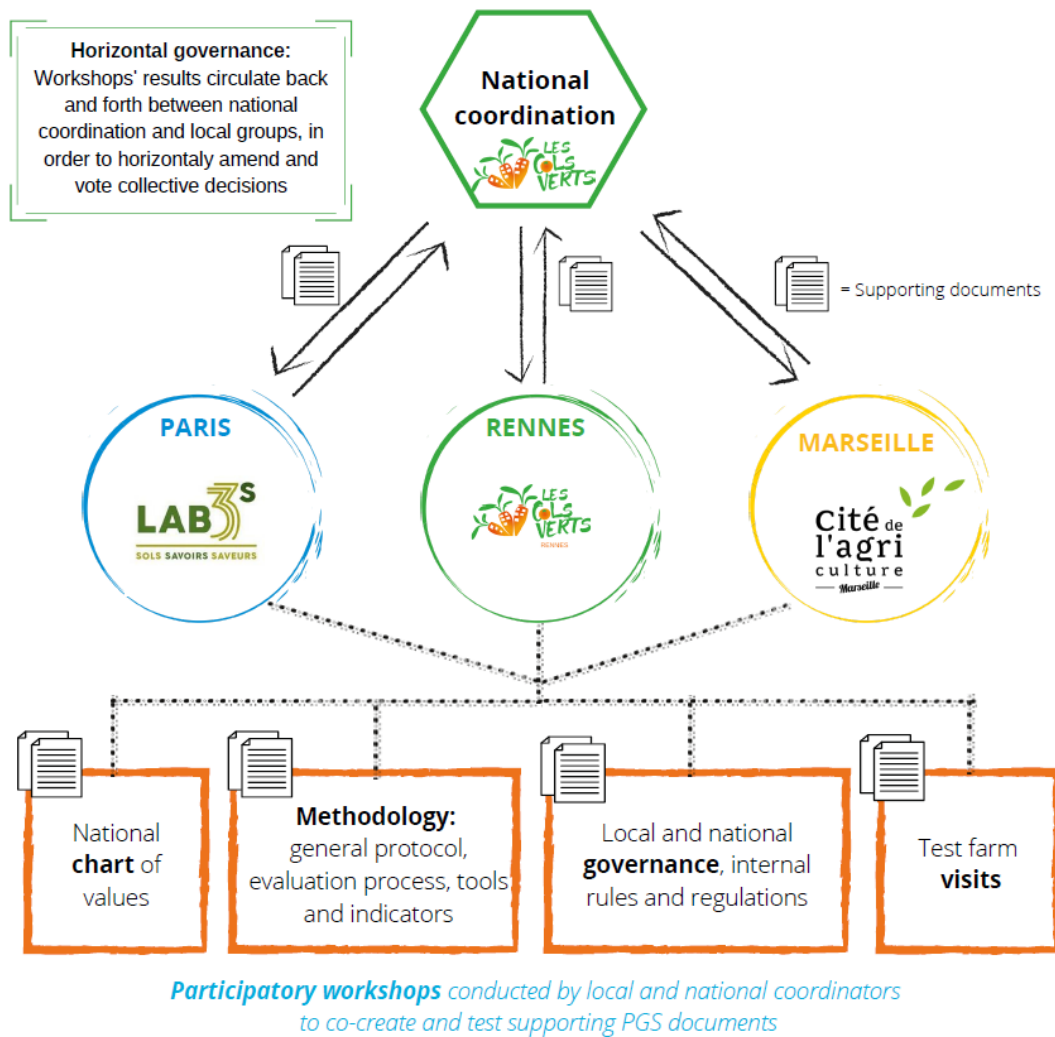 Horizontal governance:
Workshops' results circulate back
and forth between national
coordination and local groups, in
order to horizontaly amend and
vote collective decisions
National
coordination
LES
COLS
VERTS
= Supporting documents
PARIS
LAB3S
SOLS SAVOIRS SAVEURS
RENNES
LES
COLS
VERTS
RENNES
MARSEILLE
Cité de
l'agri
culture
Marseille
National
chart of
values
Methodology:
general protocol,
evaluation process, tools
and indicators
Local and national
governance, internal
rules and regulations
Test farm
visits
Participatory workshops conducted by local and national coordinators
to co-create and test supporting PGS documents